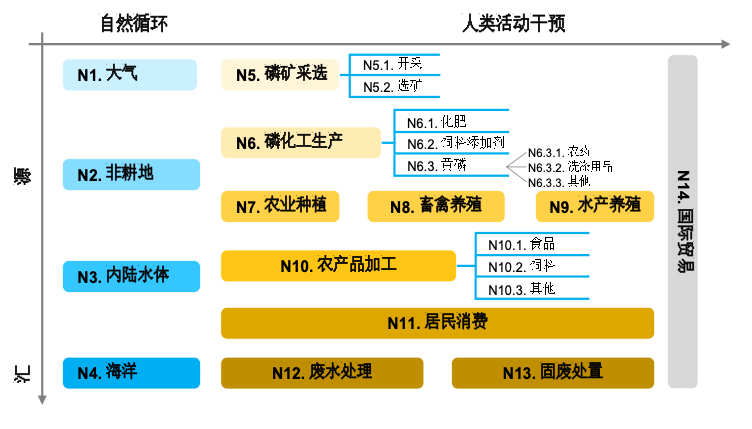 自然循环
人类活动干预
N1. 大气
N5. 磷矿采选
N5.1. 开采
N5.2. 选矿
N6. 磷化工生产
N6.1. 化肥
N6.2. 饲料添加剂
N6.3. 黄磷
N6.3.1. 农药
N6.3.2. 洗涤用品
N6.3.3. 其他
源
N2. 非耕地
N7. 农业种植
N8. 畜禽养殖
N9. 水产养殖
N14. 国际贸易
N3. 内陆水体
N10. 农产品加工
N10.1. 食品
N10.2. 饲料
N10.3. 其他
N11. 居民消费
汇
N4. 海洋
N12. 废水处理
N13. 固废处置